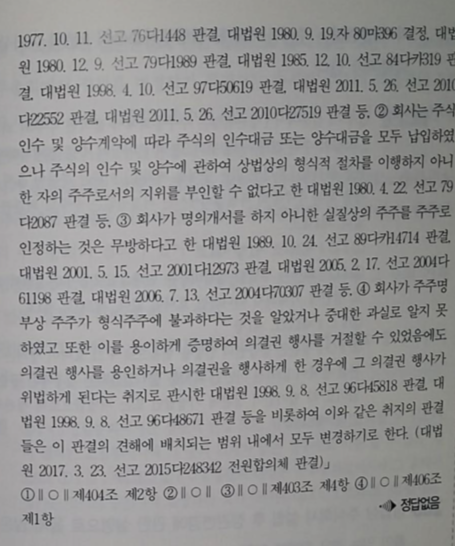 1977. 10. 11. 선고 76다1448 판결, 대법원 1980. 9. 19.자 80마396 결정, 대법
원 1980. 12. 9. 선고 79다1989 판결, 대법원 1985. 12. 10. 선고 84다카319 판
결, 대법원 1998. 4. 10. 선고 97다50619 판결, 대법원 2011. 5. 26. 선고 2010
다22552 판결, 대법원 2011. 5. 26. 선고 2010다27519 판결 등, ② 회사는 주식
인수 및 양수계약에 따라 주식의 인수대금 또는 양수대금을 모두 납입하였
으나 주식의 인수 및 양수에 관하여 상법상의 형식적 절차를 이행하지 아니
한 자의 주주로서의 지위를 부인할 수 없다고 한 대법원 1980. 4. 22. 선고 79
다2087 판결 등, ③ 회사가 명의개서를 하지 아니한 실질상의 주주를 주주로
인정하는 것은 무방하다고 한 대법원 1989. 10. 24. 선고 89다카14714 판결,
대법원 2001. 5. 15. 선고 2001다12973 판결, 대법원 2005. 2. 17. 선고 2004다
61198 판결, 대법원 2006. 7. 13. 선고 2004다70307 판결 등, ④ 회사가 주주명
부상 주주가 형식주주에 불과하다는 것을 알았거나 중대한 과실로 알지 못
하였고 또한 이를 용이하게 증명하여 의결권 행사를 거절할 수 있었음에도
의결권 행사를 용인하거나 의결권을 행사하게 한 경우에 그 의결권 행사가
위법하게 된다는 취지로 판시한 대법원 1998. 9. 8. 선고 96다45818 판결, 대
법원 1998. 9. 8. 선고 96다48671 판결 등을 비롯하여 이와 같은 취지의 판결
들은 이 판결의 견해에 배치되는 범위 내에서 모두 변경하기로 한다. (대법
원 2017. 3. 23. 선고 2015다248342 전원합의체 판결)」
① ∥ ○ ∥ 제404조 제2항 ② ∥ ○ ∥ ③ ∥ ○ ∥ 제403조 제4항 ④ ∥ ○ ∥ 제406조
제1항
정답없음